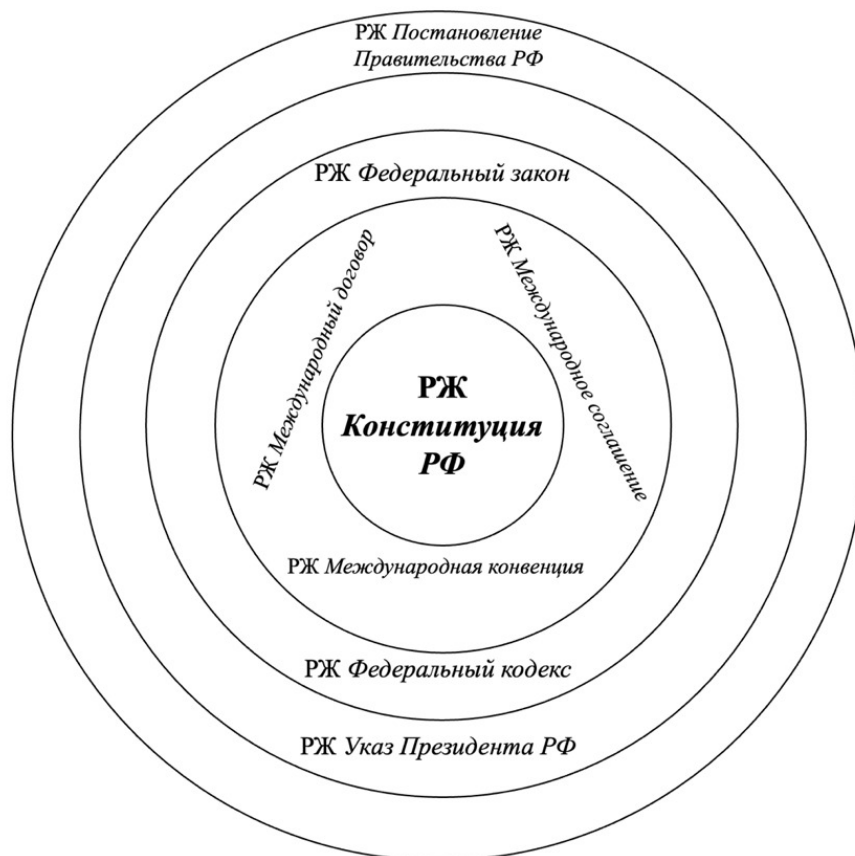 РЖ Постановление
Правительства РФ
РЖ Федеральный закон
РЖ Международный договор
РЖ Международное соглашение
РЖ
Конституция
РФ
РЖ Международная конвенция
РЖ Федеральный кодекс
РЖ Указ Президента РФ